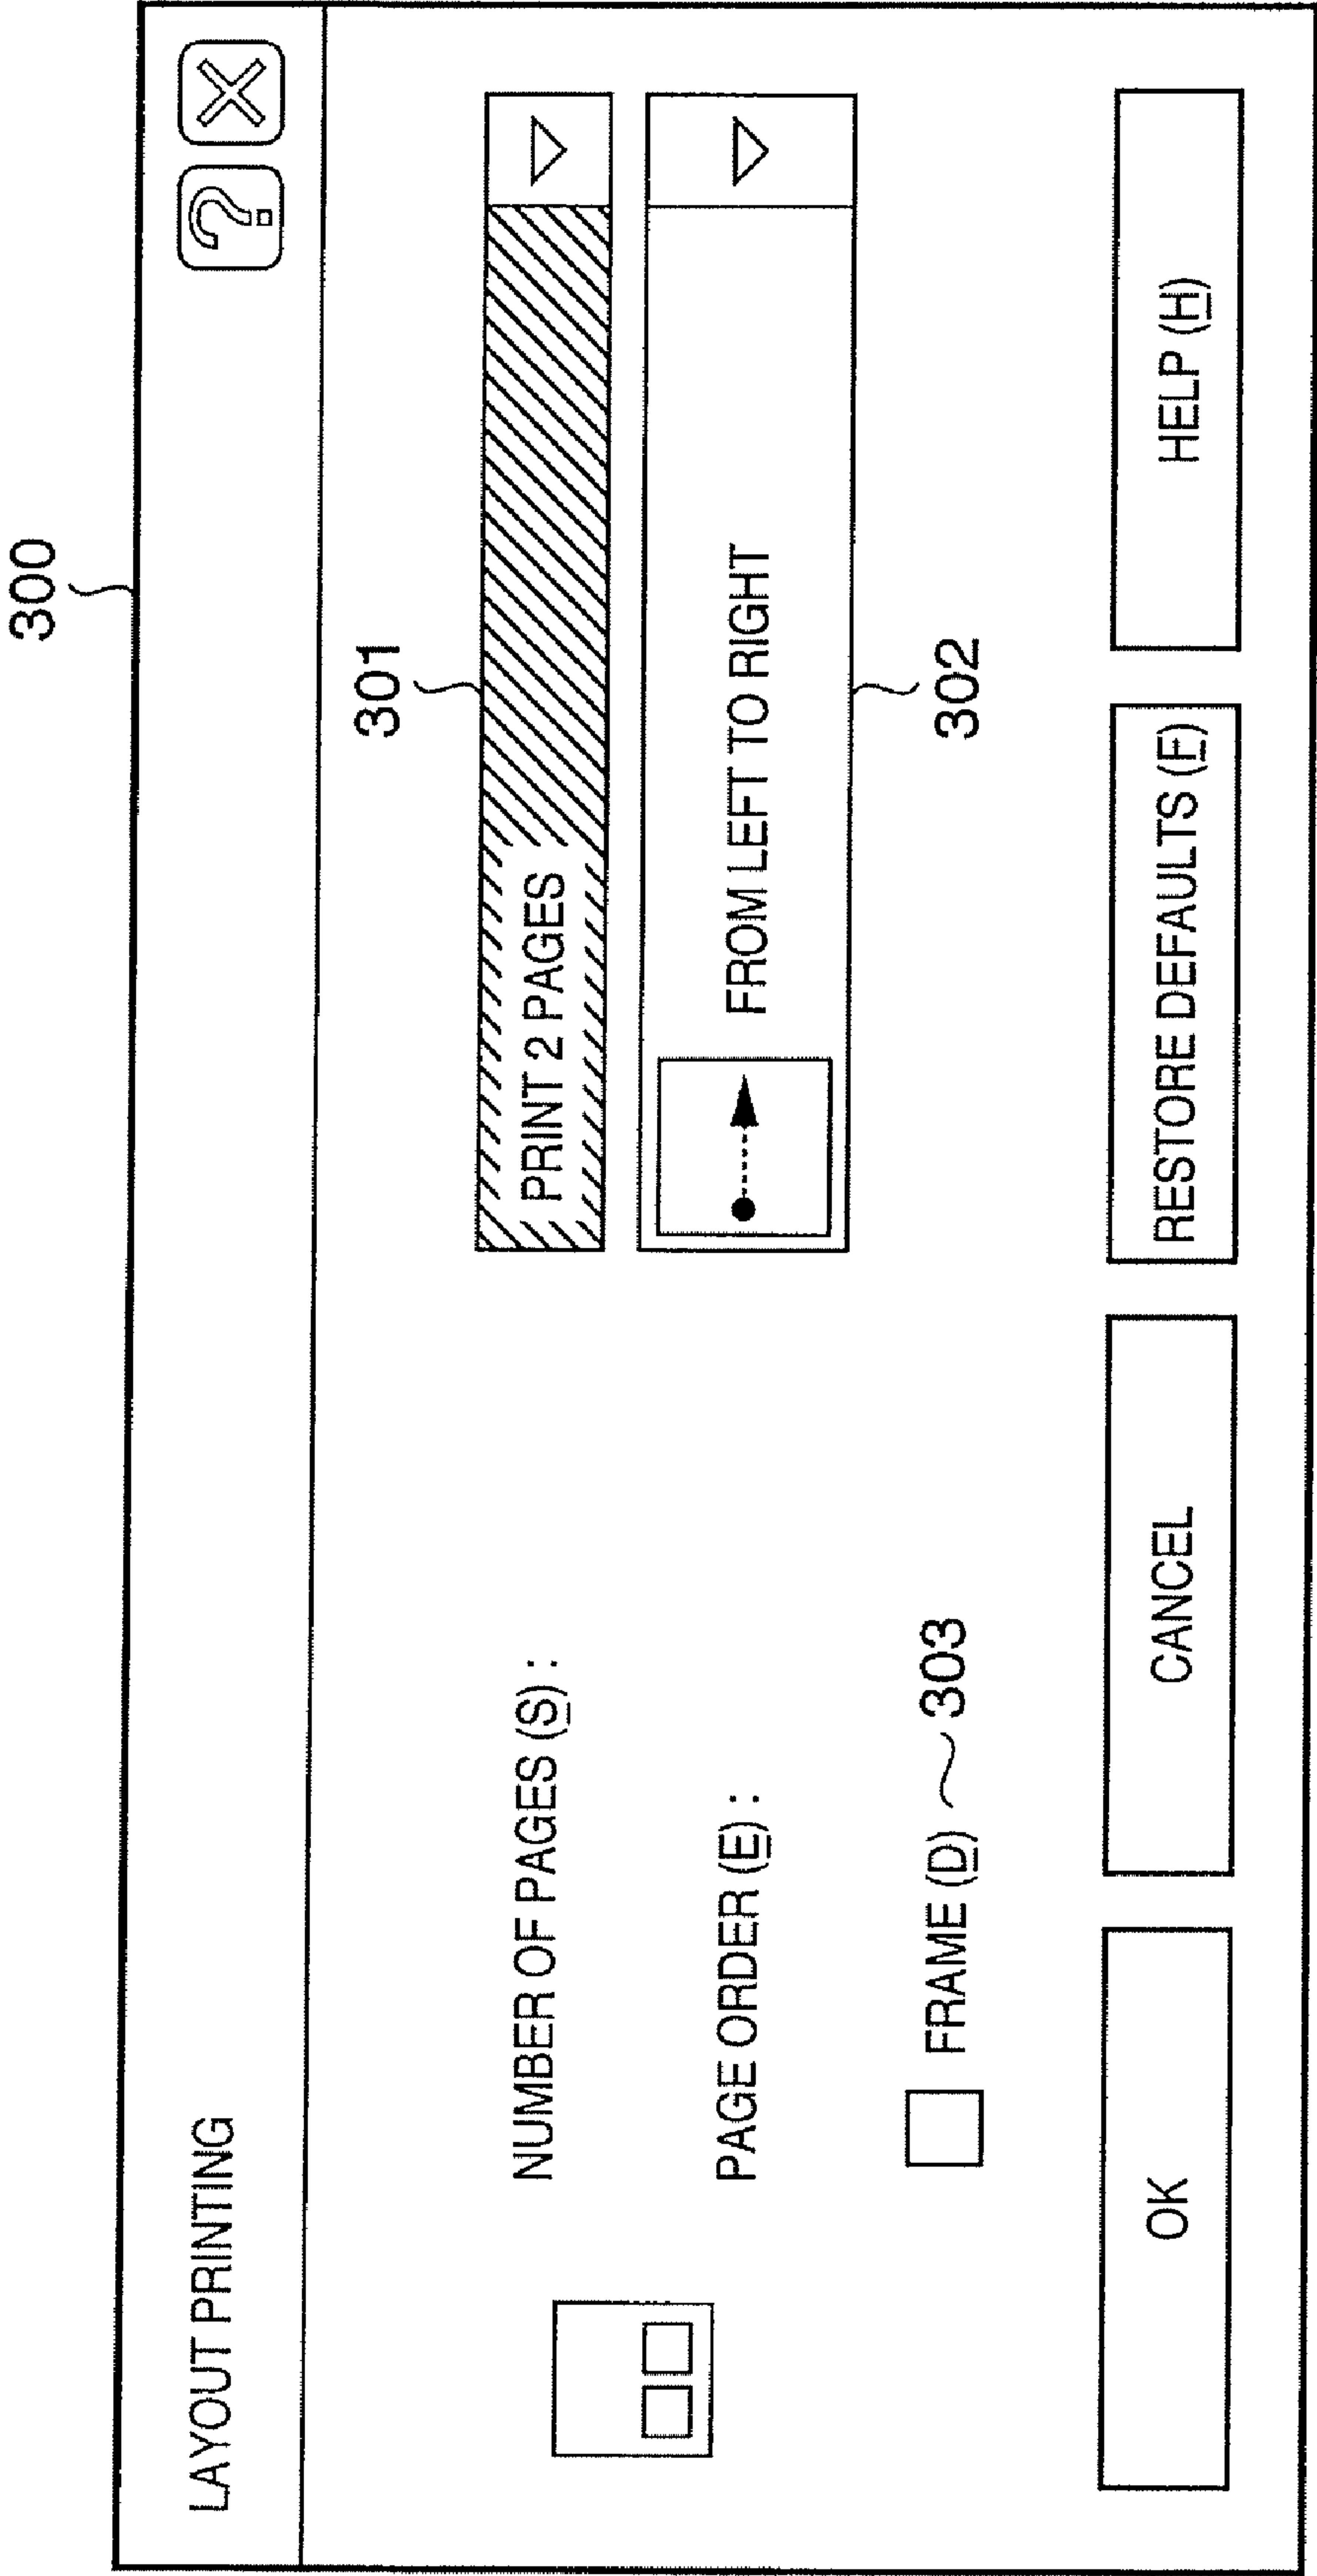 300
LAYOUT PRINTING
?
301
NUMBER OF PAGES (S) :
PRINT 2 PAGES
PAGE ORDER (E) :
FROM LEFT TO RIGHT
302
FRAME (D)
303
OK
CANCEL
RESTORE DEFAULTS (F)
HELP (H)